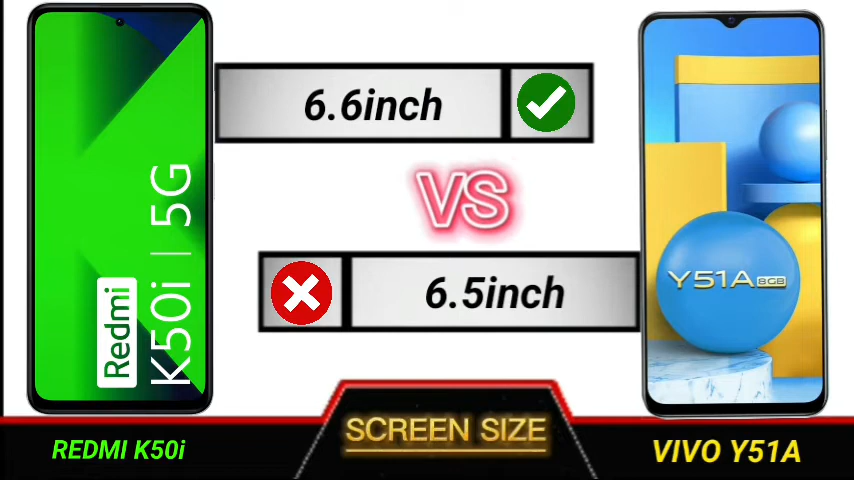 6.6inch
VS
6.5inch
Redmi
K50i | 5G
Y51A 8GB
SCREEN SIZE
REDMI K50i
VIVO Y51A